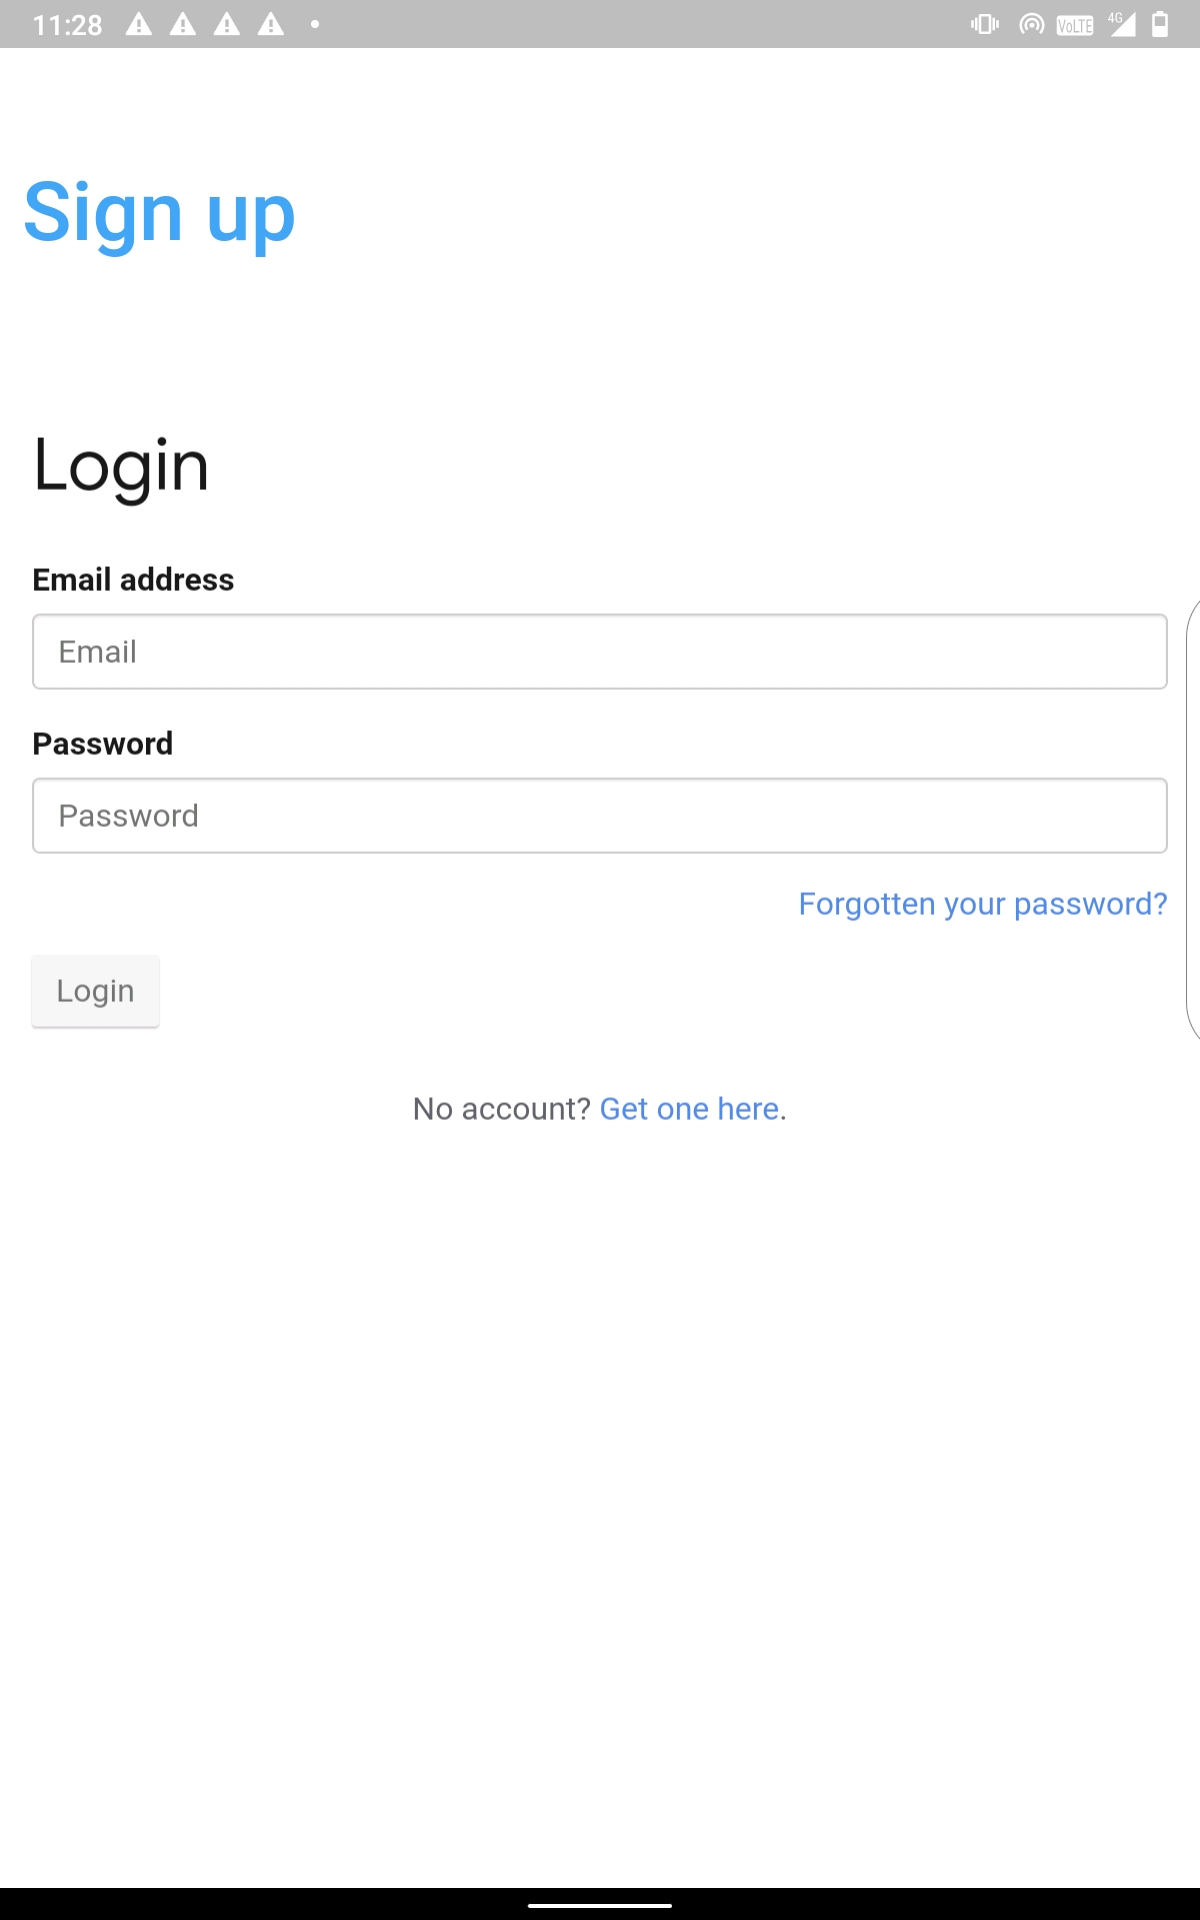 11:28
VoLTE 4G
Sign up
Login
Email address
Email
Password
Password
Forgotten your password?
Login
No account? Get one here.